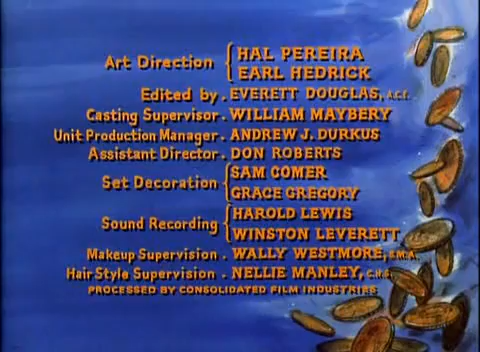 Art Direction HAL PEREIRA
EARL HEDRICK
Edited by. EVERETT DOUGLAS, A.C.E.
Casting Supervisor. WILLIAM MAYBERY
Unit Production Manager. ANDREW J. DURKUS
Assistant Director. DON ROBERTS
Set Decoration SAM COMER
GRACE GREGORY
Sound Recording HAROLD LEWIS
WINSTON LEVERETT
Makeup Supervision. WALLY WESTMORE, S.M.A.
Hair Style Supervision. NELLIE MANLEY, C.H.S.
PROCESSED BY CONSOLIDATED FILM INDUSTRIES